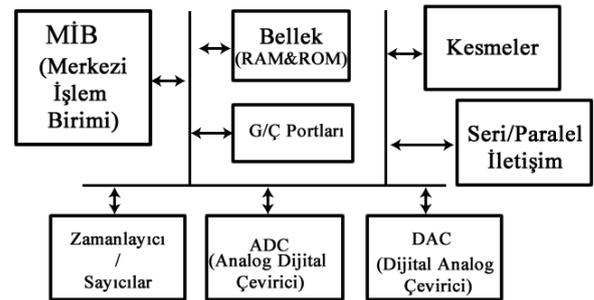 MİB
(Merkezi
İşlem
Birimi)
Bellek
(RAM&ROM)
G/Ç Portları
Kesmeler
Seri/Paralel
İletişim
Zamanlayıcı
/
Sayıcılar
ADC
(Analog Dijital
Çevirici)
DAC
(Dijital Analog
Çevirici)